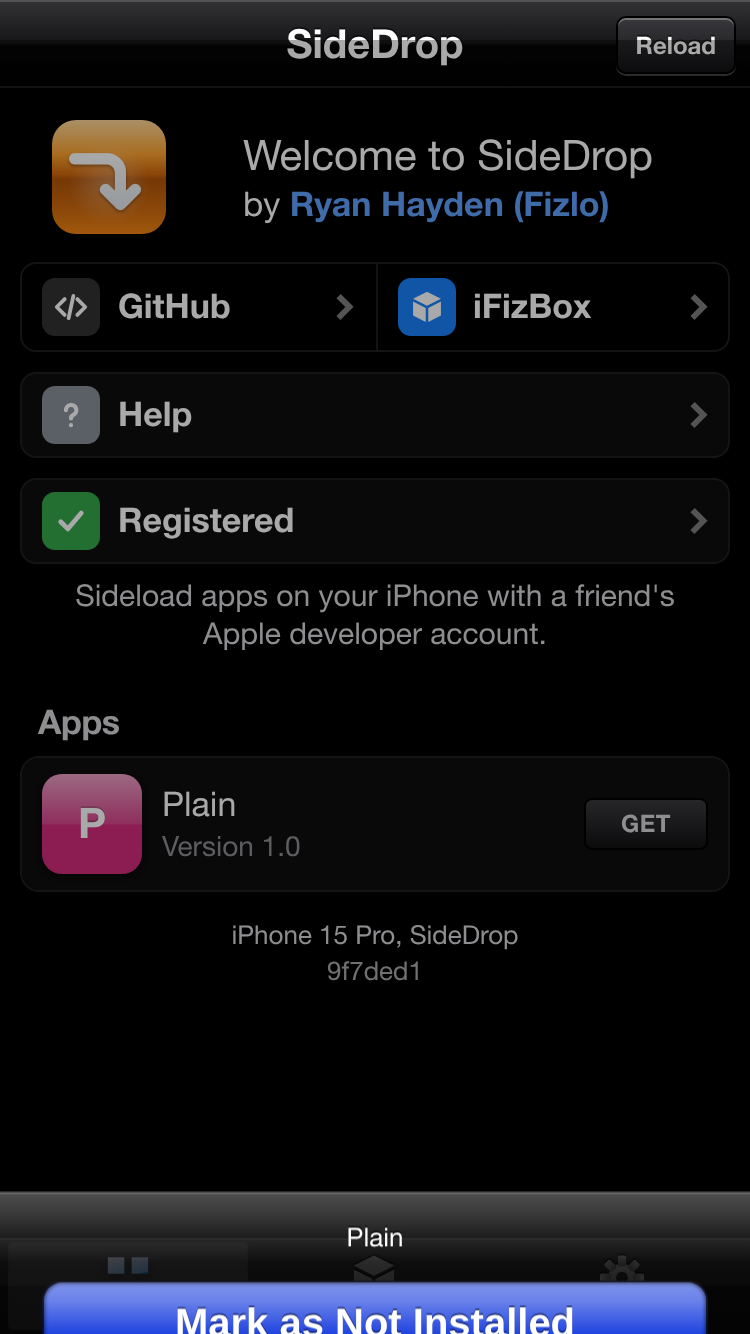 SideDrop
Reload
Welcome to SideDrop
by Ryan Hayden (Fizlo)
GitHub
iFizBox
? Help
Registered
Sideload apps on your iPhone with a friend's
Apple developer account.
Apps
P
Plain
Version 1.0
GET
iPhone 15 Pro, SideDrop
9f7ded1
Plain
Mark as Not Installed